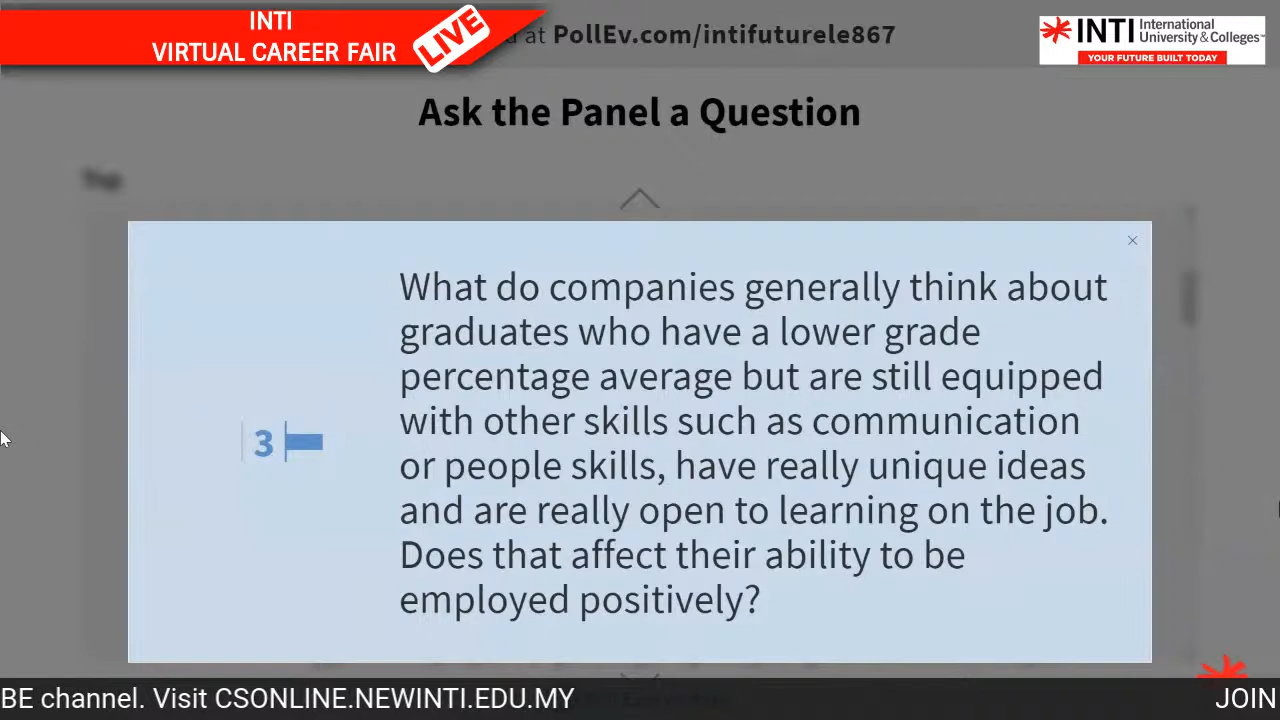 INTI
VIRTUAL CAREER FAIR
LIVE
at PollEv.com/intifuturele867
INTI International
University & Colleges
YOUR FUTURE BUILT TODAY
Ask the Panel a Question
Top
What do companies generally think about
graduates who have a lower grade
percentage average but are still equipped
with other skills such as communication
or people skills, have really unique ideas
and are really open to learning on the job.
Does that affect their ability to be
employed positively?
3
BE channel. Visit CSONLINE.NEWINTI.EDU.MY
JOIN